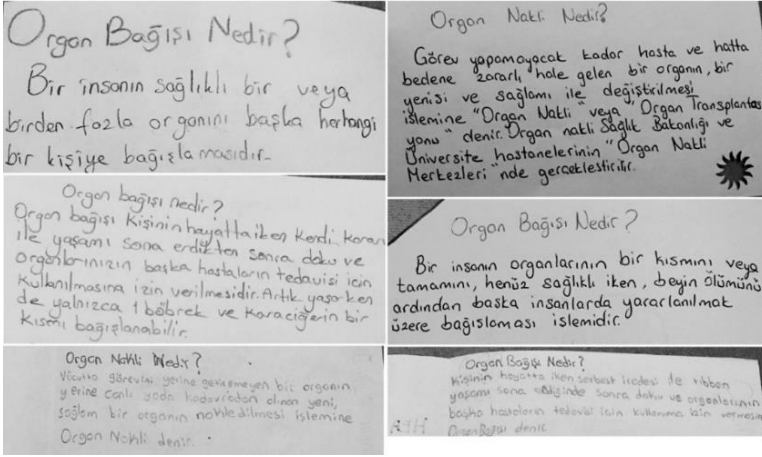 Organ Bağışı Nedir?
Bir insanın sağlıklı bir veya
birden fazla organını başka herhangi
bir kişiye bağışlamasıdır.
Organ Nakli Nedir?
Görev yapamayacak kadar hasta ve hatta
bedene zararlı hale gelen bir organın, bir
yenisi ve sağlamı ile değiştirilmesi
işlemine "Organ Nakli" veya "Organ Transplantas
yonu" denir. Organ nakli Sağlık Bakanlığı ve
Üniversite hastanelerinin "Organ Nakli
Merkezleri"nde gerçekleştirilir.
Organ bağışı nedir?
Organ bağışı kişinin hayatta iken kendi kararı
ile yaşamı sona erdikten sonra doku ve
organlarınızın başka hastaların tedavisi için
kullanılmasına izin verilmesidir. Artık yaşarken
de yalnızca 1 böbrek ve karaciğerin bir
kısmı bağışlanabilir.
Organ Bağışı Nedir?
Bir insanın organlarının bir kısmını veya
tamamını, henüz sağlıklı iken, beyin ölümünü
ardından başka insanlarda yararlanılmak
üzere bağışlaması işlemidir.
Organ Nakli Nedir?
Vücutta görevini yerine getiremeyen bir organın
yerine canlı yada kadavradan alınan yeni,
sağlam bir organın nakledilmesi işlemine
Organ Nakli denir.
Organ Bağışı Nedir?
Kişinin hayatta iken serbest iradesi ile
yaşamı sona sonra doku ve organlarının
başka hastaların tedavisi için kullanıma izin vermesine
Organ Bağışı denir